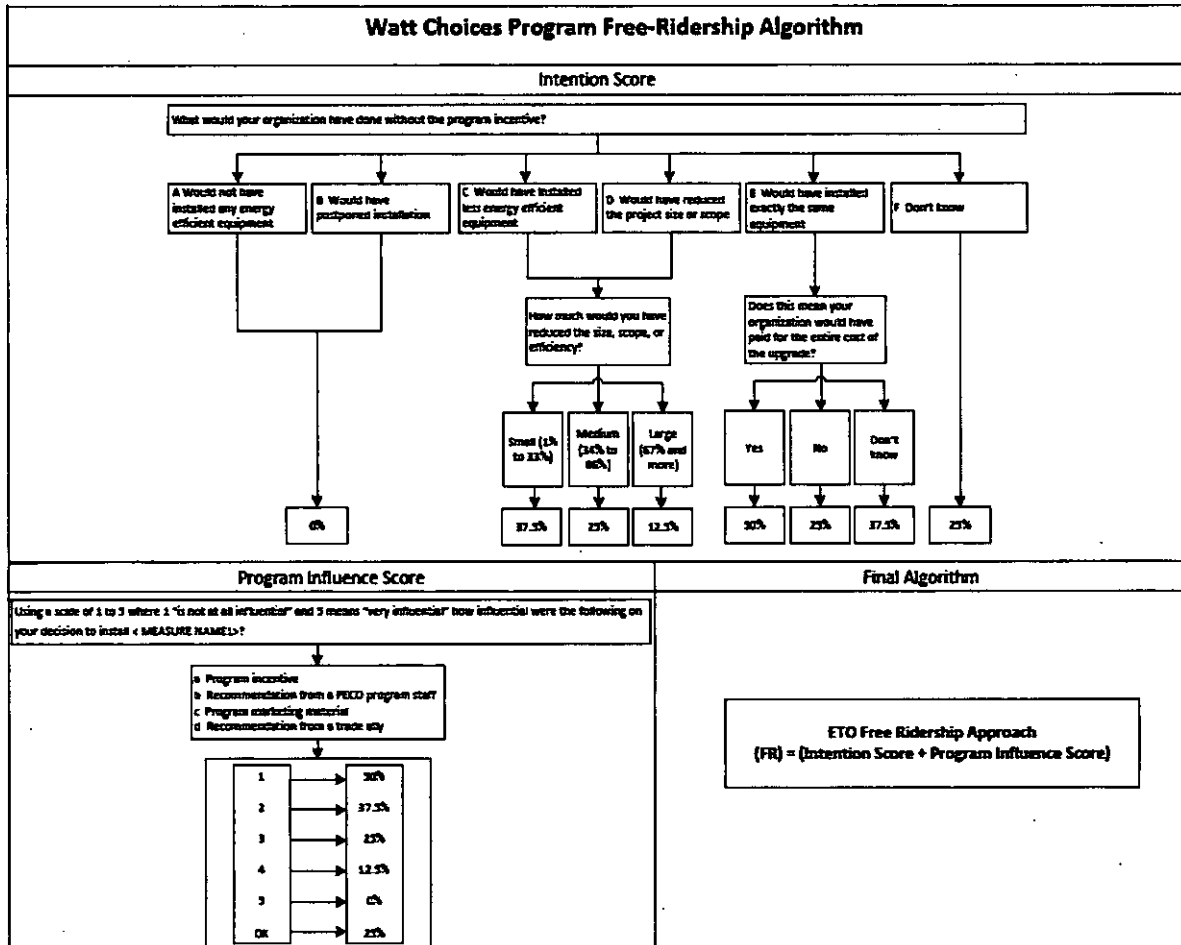 Watt Choices Program Free-Ridership Algorithm
Intention Score
What would your organization have done without the program incentive?
A Would not have
installed any energy
efficient equipment
B Would have
postponed installation
C Would have installed
less energy efficient
equipment
D Would have reduced
the project size or scope
E Would have installed
exactly the same
equipment
F Don't know
How much would you have
reduced the size, scope, or
efficiency?
Does this mean your
organization would have
paid for the entire cost of
the upgrade?
Small (1%
to 33%)
Medium
(34% to
66%)
Large
(67% and
more)
Yes
No
Don't
know
0%
37.5%
25%
12.5%
50%
25%
37.5%
25%
Program Influence Score
Using a scale of 1 to 5 where 1 "is not at all influential" and 5 means "very influential" how influential were the following on
your decision to install < MEASURE NAME1>?
a Program incentive
b Recommendation from a PECO program staff
c Program marketing material
d Recommendation from a trade ally
1 50%
2 37.5%
3 25%
4 12.5%
5 0%
DK 25%
Final Algorithm
ETO Free Ridership Approach
(FR) = (Intention Score + Program Influence Score)